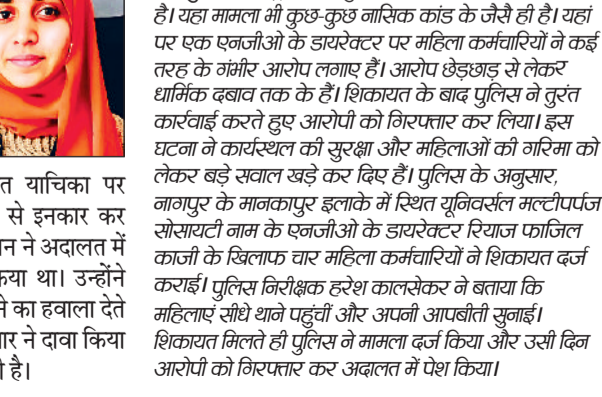 है। यहा मामला भी कुछ-कुछ नासिक कांड के जैसे ही है। यहां
पर एक एनजीओ के डायरेक्टर पर महिला कर्मचारियों ने कई
तरह के गंभीर आरोप लगाए हैं। आरोप छेड़छाड़ से लेकर
धार्मिक दबाव तक के हैं। शिकायत के बाद पुलिस ने तुरंत
कार्रवाई करते हुए आरोपी को गिरफ्तार कर लिया। इस
घटना ने कार्यस्थल की सुरक्षा और महिलाओं की गरिमा को
लेकर बड़े सवाल खड़े कर दिए हैं। पुलिस के अनुसार,
नागपुर के मानकापुर इलाके में स्थित यूनिवर्सल मल्टीपर्पज
सोसायटी नाम के एनजीओ के डायरेक्टर रियाज फाजिल
काजी के खिलाफ चार महिला कर्मचारियों ने शिकायत दर्ज
कराई। पुलिस निरीक्षक हरेश कालसेकर ने बताया कि
महिलाएं सीधे थाने पहुंचीं और अपनी आपबीती सुनाई।
शिकायत मिलते ही पुलिस ने मामला दर्ज किया और उसी दिन
आरोपी को गिरफ्तार कर अदालत में पेश किया।
त याचिका पर
से इनकार कर
न ने अदालत में
कया था। उन्होंने
ने का हवाला देते
ार ने दावा किया
ी है।